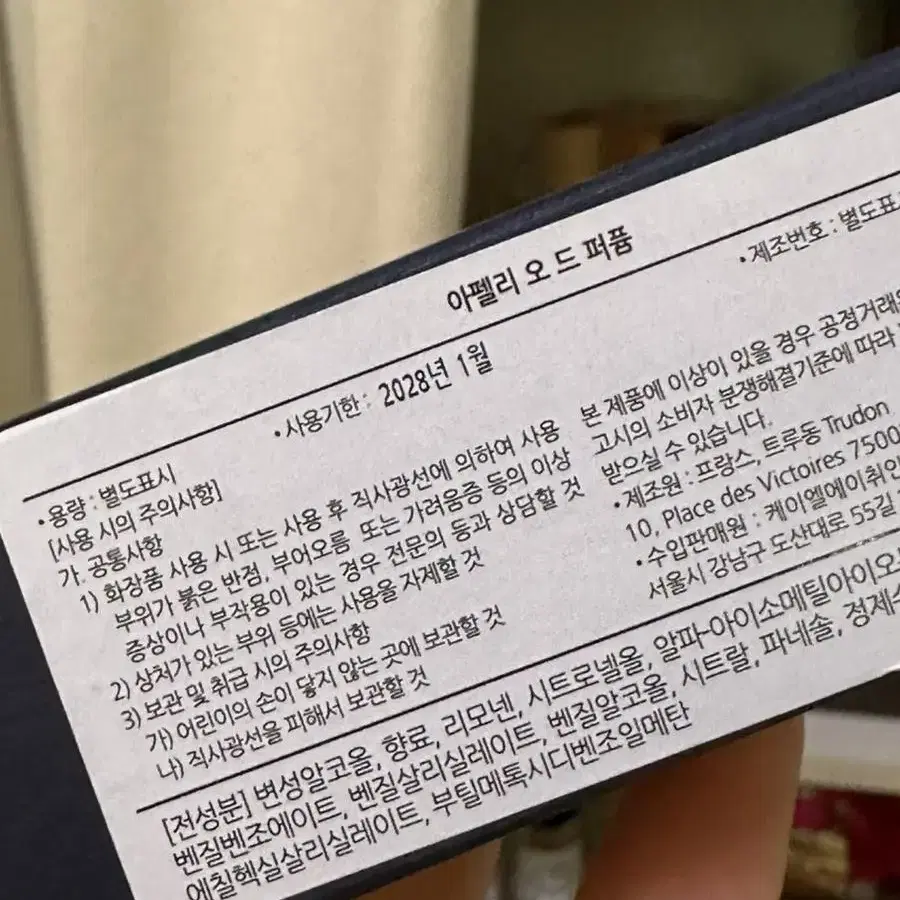 아펠리 오 드 퍼퓸
• 사용기한 : 2028년 1월
• 제조번호 : 별도표시
• 용량 : 별도표시
[사용 시의 주의사항]
가. 공통사항
1) 화장품 사용 시 또는 사용 후 직사광선에 의하여 사용
부위가 붉은 반점, 부어오름 또는 가려움증 등의 이상
증상이나 부작용이 있는 경우 전문의 등과 상담할 것
2) 상처가 있는 부위 등에는 사용을 자제할 것
3) 보관 및 취급 시의 주의사항
가) 어린이의 손이 닿지 않는 곳에 보관할 것
나) 직사광선을 피해서 보관할 것
본 제품에 이상이 있을 경우 공정거래
고시의 소비자 분쟁해결기준에 따라
받으실 수 있습니다.
• 제조원 : 프랑스, 트루동 Trudon
10, Place des Victoires 7500
• 수입판매원 : 케이엘에이취인
서울시 강남구 도산대로 55길
[전성분] 변성알코올, 향료, 리모넨, 시트로넬올, 알파-아이소메틸아이오
벤질벤조에이트, 벤질살리실레이트, 벤질알코올, 시트랄, 파네솔, 정제
에칠헥실살리실레이트, 부틸메톡시디벤조일메탄